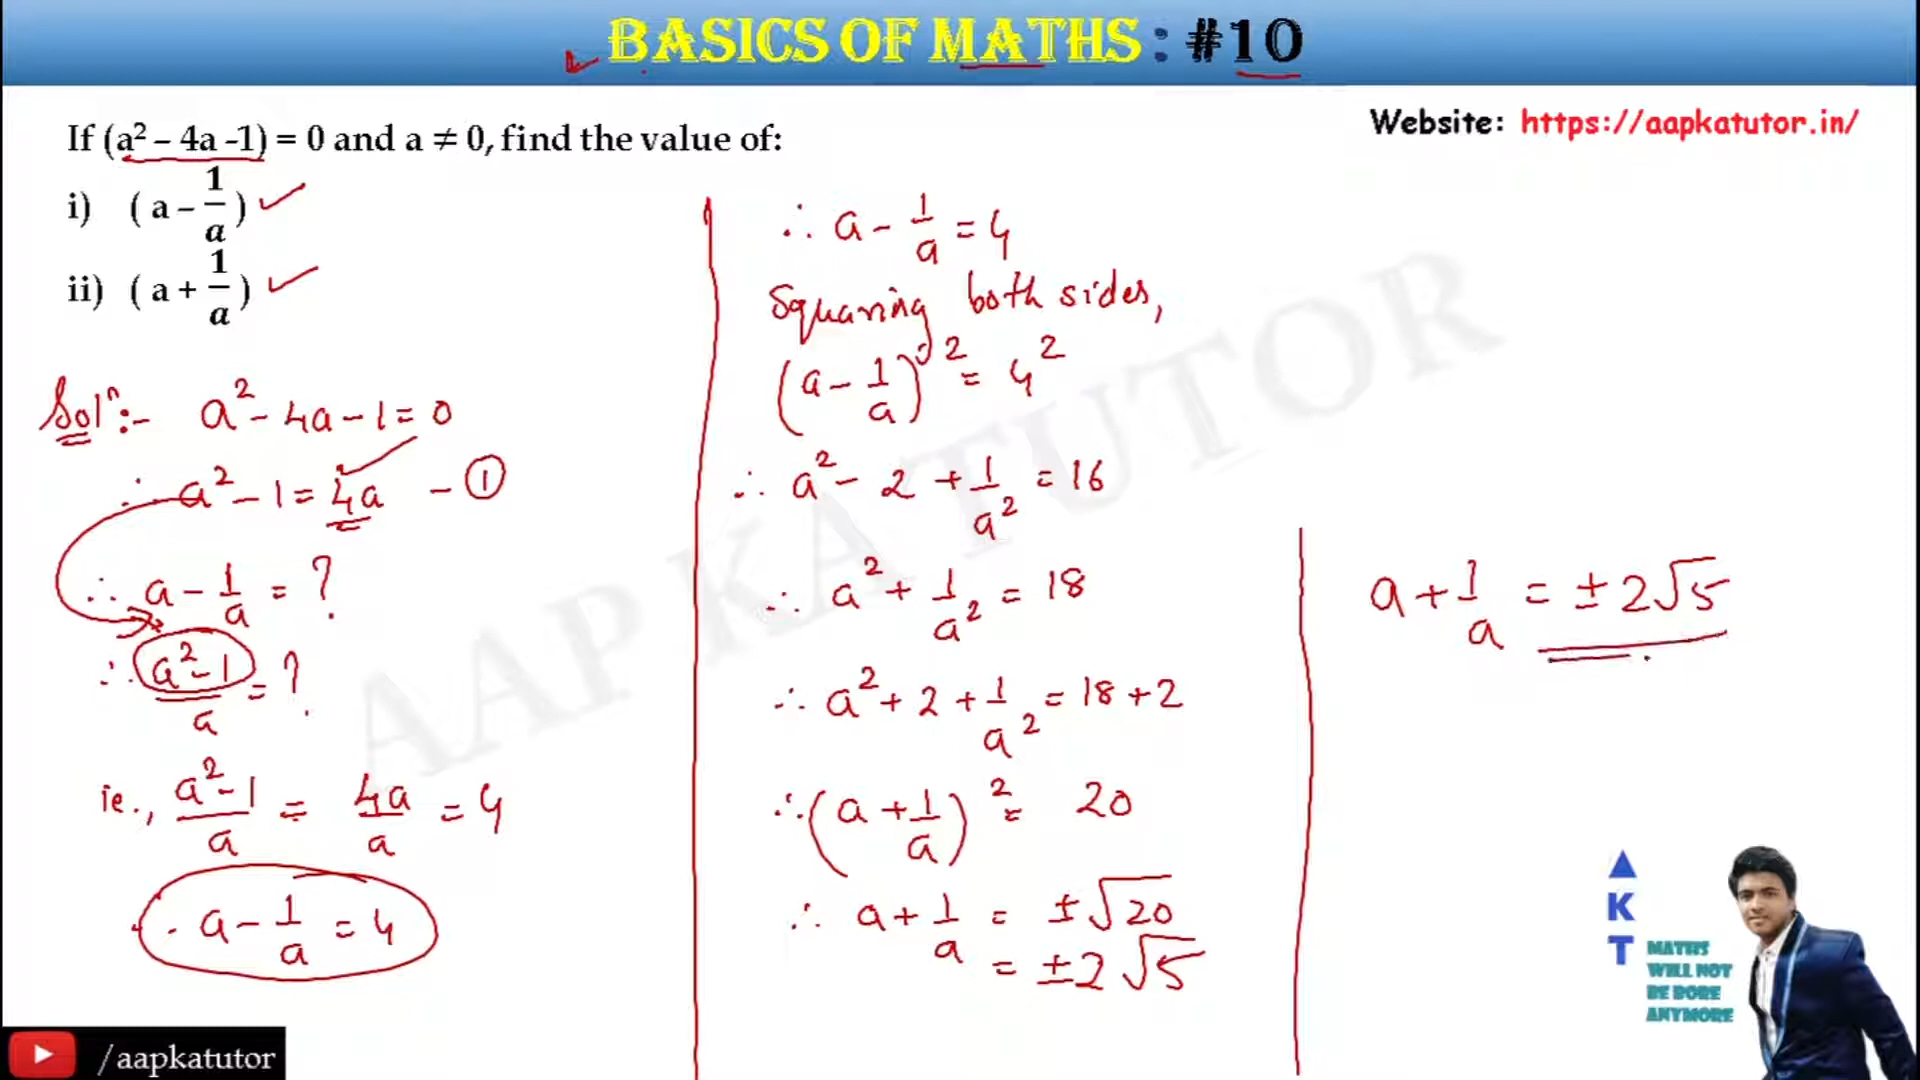 BASICS OF MATHS : #10
Website: https://aapkatutor.in/
If (a² – 4a -1) = 0 and a ≠ 0, find the value of:
i) ( a – 1/a )
ii) ( a + 1/a )
Solⁿ:- a² - 4a - 1 = 0
∴ a² - 1 = 4a - ①
∴ a - 1/a = ?
∴ (a² - 1)/a = ?
ie., (a² - 1)/a = 4a/a = 4
∴ a - 1/a = 4
∴ a - 1/a = 4
Squaring both sides,
(a - 1/a)² = 4²
∴ a² - 2 + 1/a² = 16
∴ a² + 1/a² = 18
∴ a² + 2 + 1/a² = 18 + 2
∴ (a + 1/a)² = 20
∴ a + 1/a = ±√20
= ±2√5
a + 1/a = ±2√5
AAPKA TUTOR
AKT
MATHS
WILL NOT
BE BORE
ANYMORE
/aapkatutor